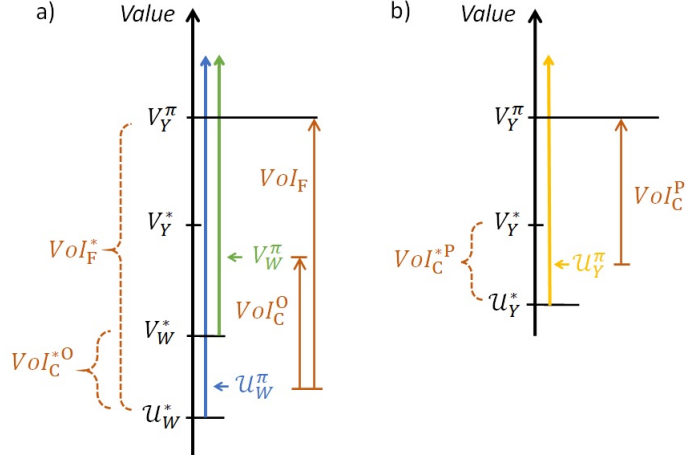 a)
Value
V_Y^π
VoI_F
V_Y^*
VoI_F^*
V_W^π
VoI_C^O
V_W^*
VoI_C^{*O}
𝒰_W^π
𝒰_W^*
b)
Value
V_Y^π
VoI_C^P
V_Y^*
VoI_C^{*P}
𝒰_Y^π
𝒰_Y^*